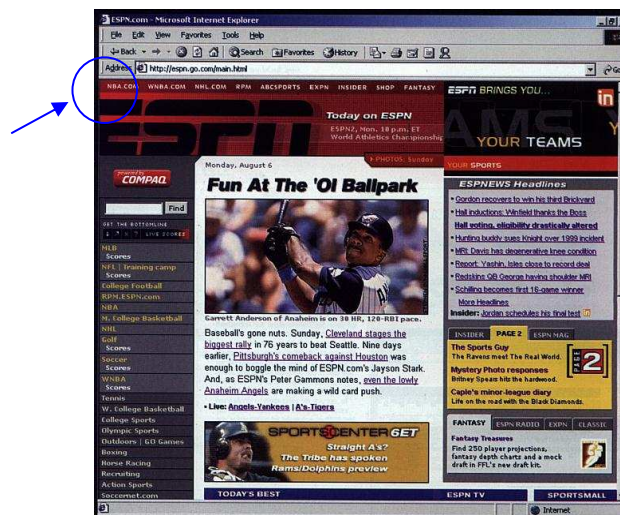 ESPN.com - Microsoft Internet Explorer
File Edit View Favorites Tools Help
Back Search Favorites History
Address http://espn.go.com/main.html Go
NBA.COM WNBA.COM NHL.COM RPM ABCSPORTS EXPN INSIDER SHOP FANTASY
ESPN BRINGS YOU...
in
ESPN
Today on ESPN
ESPN2, Mon. 10 p.m. ET
World Athletics Championship
YOUR TEAMS
YOUR SPORTS
PHOTOS: Sunday
powered by
COMPAQ
Find
GET THE BOTTOMLINE
LIVE SCORES
MLB
Scores
NFL | Training camp
Scores
College Football
RPM.ESPN.com
NBA
M. College Basketball
NHL
Golf
Scores
Soccer
Scores
WNBA
Scores
Tennis
W. College Basketball
College Sports
Olympic Sports
Outdoors | GO Games
Boxing
Horse Racing
Recruiting
Action Sports
Soccernet.com
Monday, August 6
Fun At The 'Ol Ballpark
Garrett Anderson of Anaheim is on 30 HR, 120-RBI pace.
Baseball's gone nuts. Sunday, Cleveland stages the
biggest rally in 76 years to beat Seattle. Nine days
earlier, Pittsburgh's comeback against Houston was
enough to boggle the mind of ESPN.com's Jayson Stark.
And, as ESPN's Peter Gammons notes, even the lowly
Anaheim Angels are making a wild card push.
• Live: Angels-Yankees | A's-Tigers
SPORTSCENTER 6ET
Straight A's?
The Tribe has spoken
Rams/Dolphins preview
TODAY'S BEST
ESPNEWS Headlines
• Gordon recovers to win his third Brickyard
• Hall inductions: Winfield thanks the Boss
Hall voting, eligibility drastically altered
• Hunting buddy sues Knight over 1999 incident
• MRI: Davis has degenerative knee condition
• Report: Yashin, Isles close to record deal
• Redskins QB George having shoulder MRI
• Schilling becomes first 16-game winner
More Headlines
Insider: Jordan schedules his final test
INSIDER PAGE 2 ESPN MAG
The Sports Guy
The Ravens meet The Real World.
Mystery Photo responses
Britney Spears hits the hardwood.
Caple's minor-league diary
Life on the road with the Black Diamonds.
PAGE 2
FANTASY ESPN RADIO EXPN CLASSIC
Fantasy Treasures
Find 250 player projections,
fantasy depth charts and a mock
draft in FFL's new draft kit.
ESPN TV SPORTSMALL
Internet